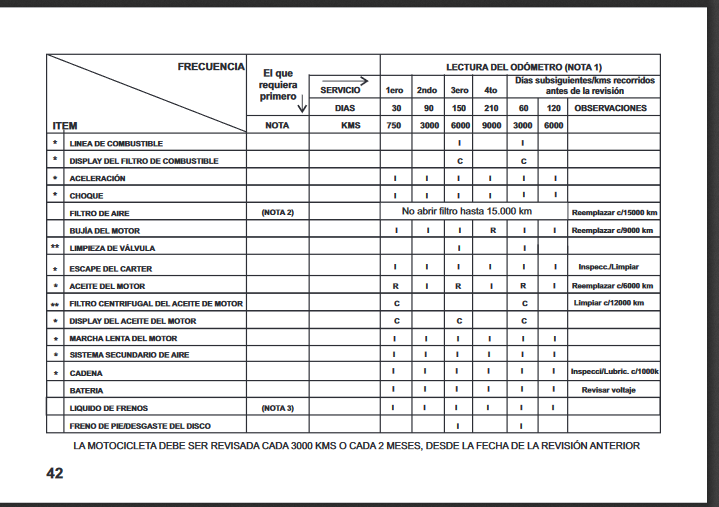 FRECUENCIA El que requiera primero LECTURA DEL ODÓMETRO (NOTA 1)
SERVICIO 1ero 2ndo 3ero 4to Días subsiguientes/kms recorridos antes de la revisión
DIAS 30 90 150 210 60 120 OBSERVACIONES
ITEM NOTA KMS 750 3000 6000 9000 3000 6000
* LINEA DE COMBUSTIBLE I I
* DISPLAY DEL FILTRO DE COMBUSTIBLE C C
* ACELERACIÓN I I I I I I
* CHOQUE I I I I I I
FILTRO DE AIRE (NOTA 2) No abrir filtro hasta 15.000 km Reemplazar c/15000 km
BUJÍA DEL MOTOR I I I R I I Reemplazar c/9000 km
** LIMPIEZA DE VÁLVULA I I
* ESCAPE DEL CARTER I I I I I I Inspecc./Limpiar
* ACEITE DEL MOTOR R I R I R I Reemplazar c/6000 km
** FILTRO CENTRIFUGAL DEL ACEITE DE MOTOR C C Limpiar c/12000 km
* DISPLAY DEL ACEITE DEL MOTOR C C C
* MARCHA LENTA DEL MOTOR I I I I I I
* SISTEMA SECUNDARIO DE AIRE I I I I I I
* CADENA I I I I I I Inspecci/Lubric. c/1000k
BATERIA I I I I I I Revisar voltaje
LIQUIDO DE FRENOS (NOTA 3) I I I I I I
FRENO DE PIE/DESGASTE DEL DISCO I I
LA MOTOCICLETA DEBE SER REVISADA CADA 3000 KMS O CADA 2 MESES, DESDE LA FECHA DE LA REVISIÓN ANTERIOR
42